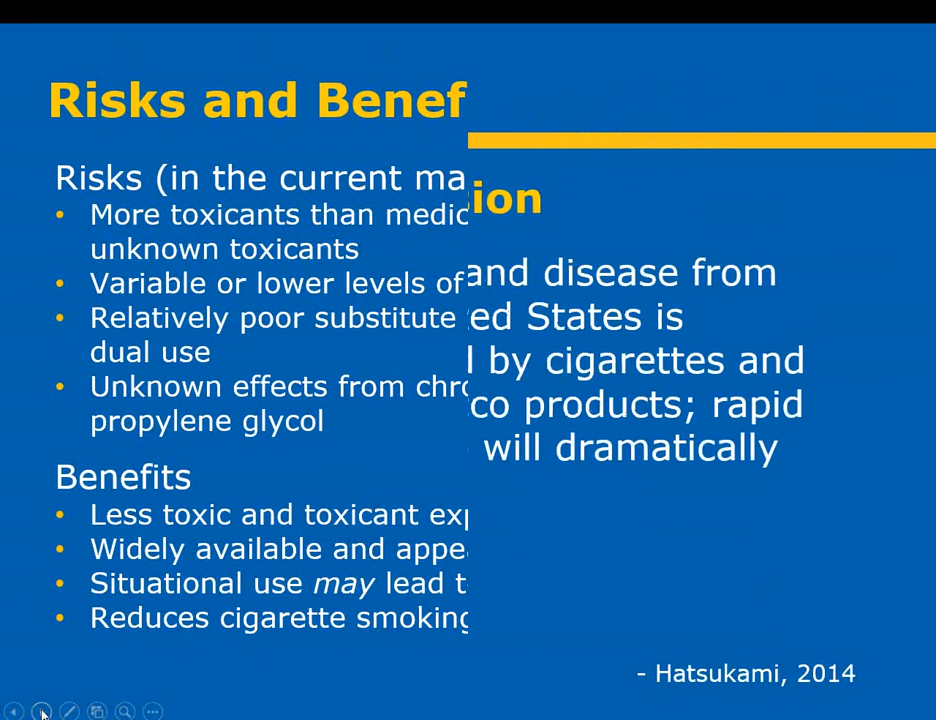 Risks and Benef
Risks (in the current ma
• More toxicants than medic
unknown toxicants
• Variable or lower levels of
• Relatively poor substitute
dual use
• Unknown effects from chro
propylene glycol
Benefits
• Less toxic and toxicant exp
• Widely available and appea
• Situational use may lead t
• Reduces cigarette smoking
ion
and disease from
ed States is
by cigarettes and
co products; rapid
will dramatically
- Hatsukami, 2014